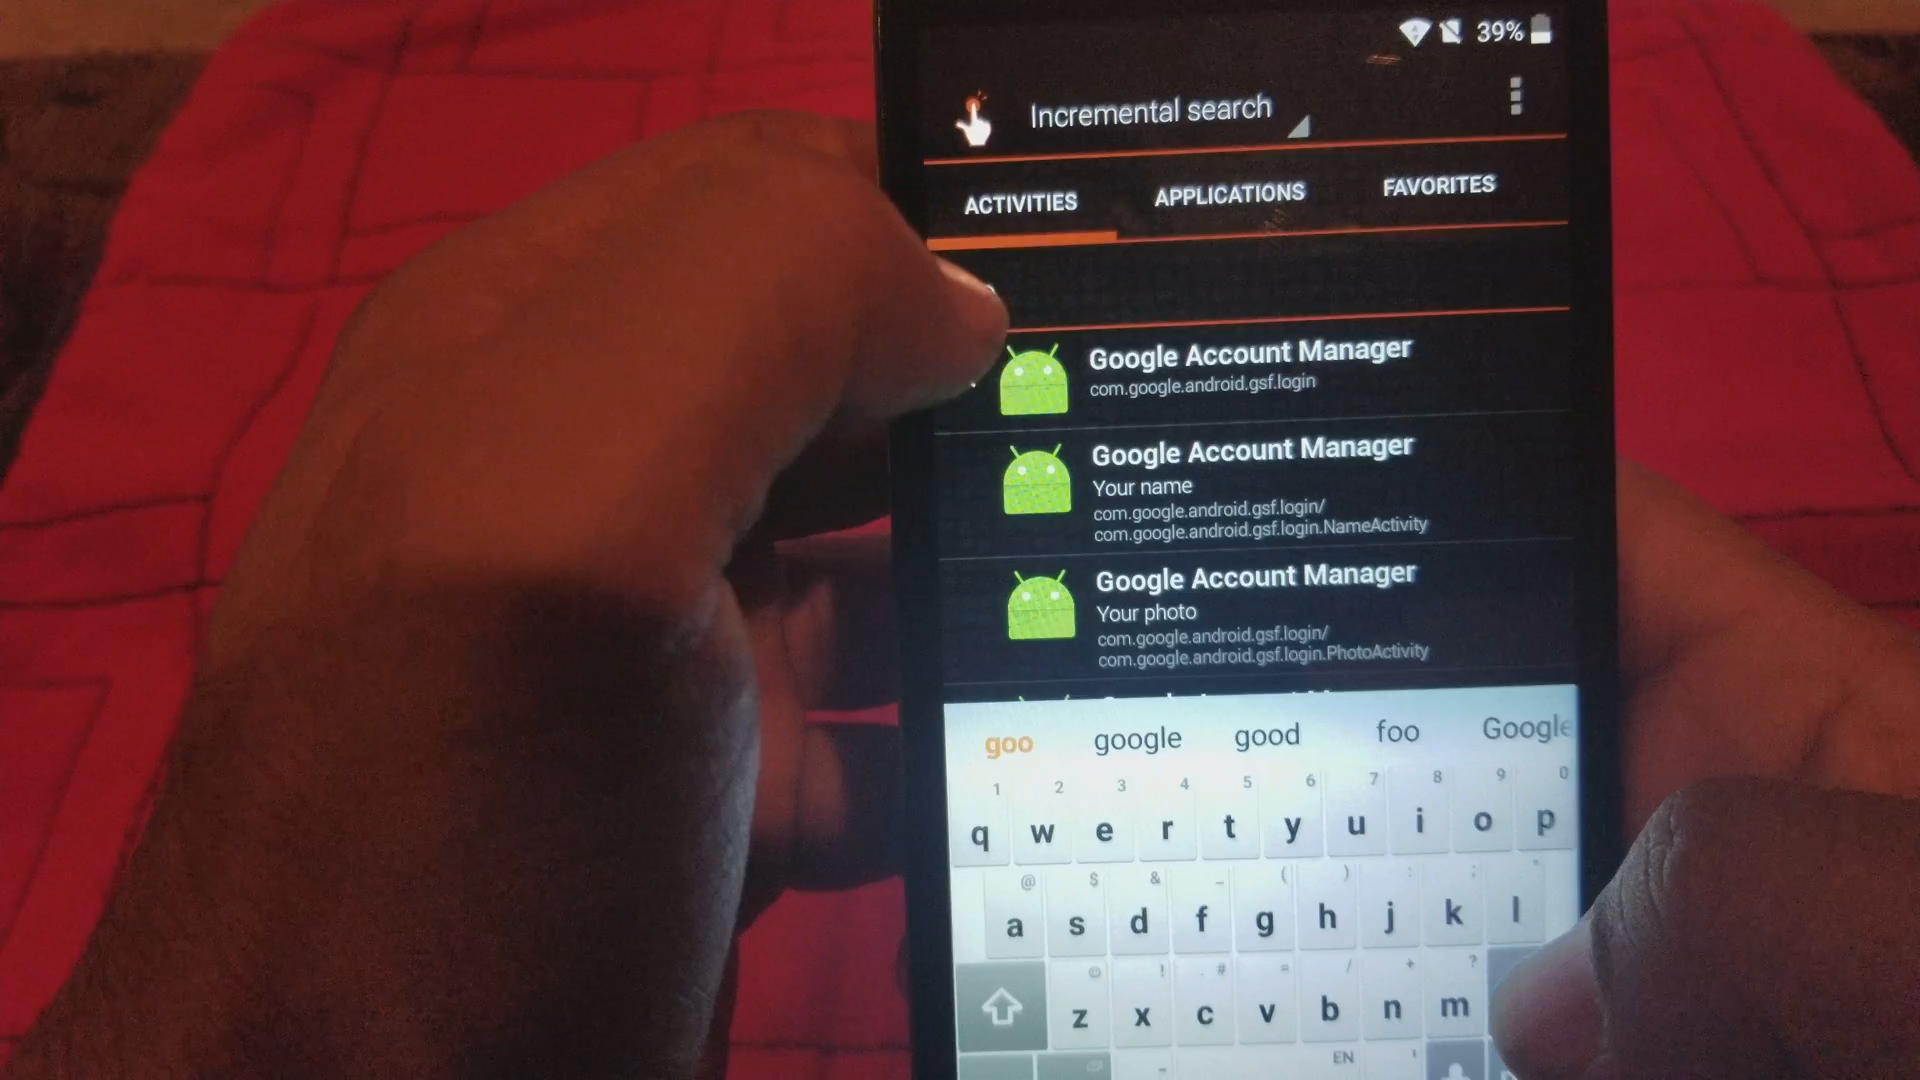 39%
Incremental search
ACTIVITIES APPLICATIONS FAVORITES
Google Account Manager
com.google.android.gsf.login
Google Account Manager
Your name
com.google.android.gsf.login/
com.google.android.gsf.login.NameActivity
Google Account Manager
Your photo
com.google.android.gsf.login/
com.google.android.gsf.login.PhotoActivity
goo google good foo Google
1 2 3 4 5 6 7 8 9 0
q w e r t y u i o p
@ $ & _ ( ) : ; "
a s d f g h j k l
☺ ! # = / + ?
z x c v b n m
EN